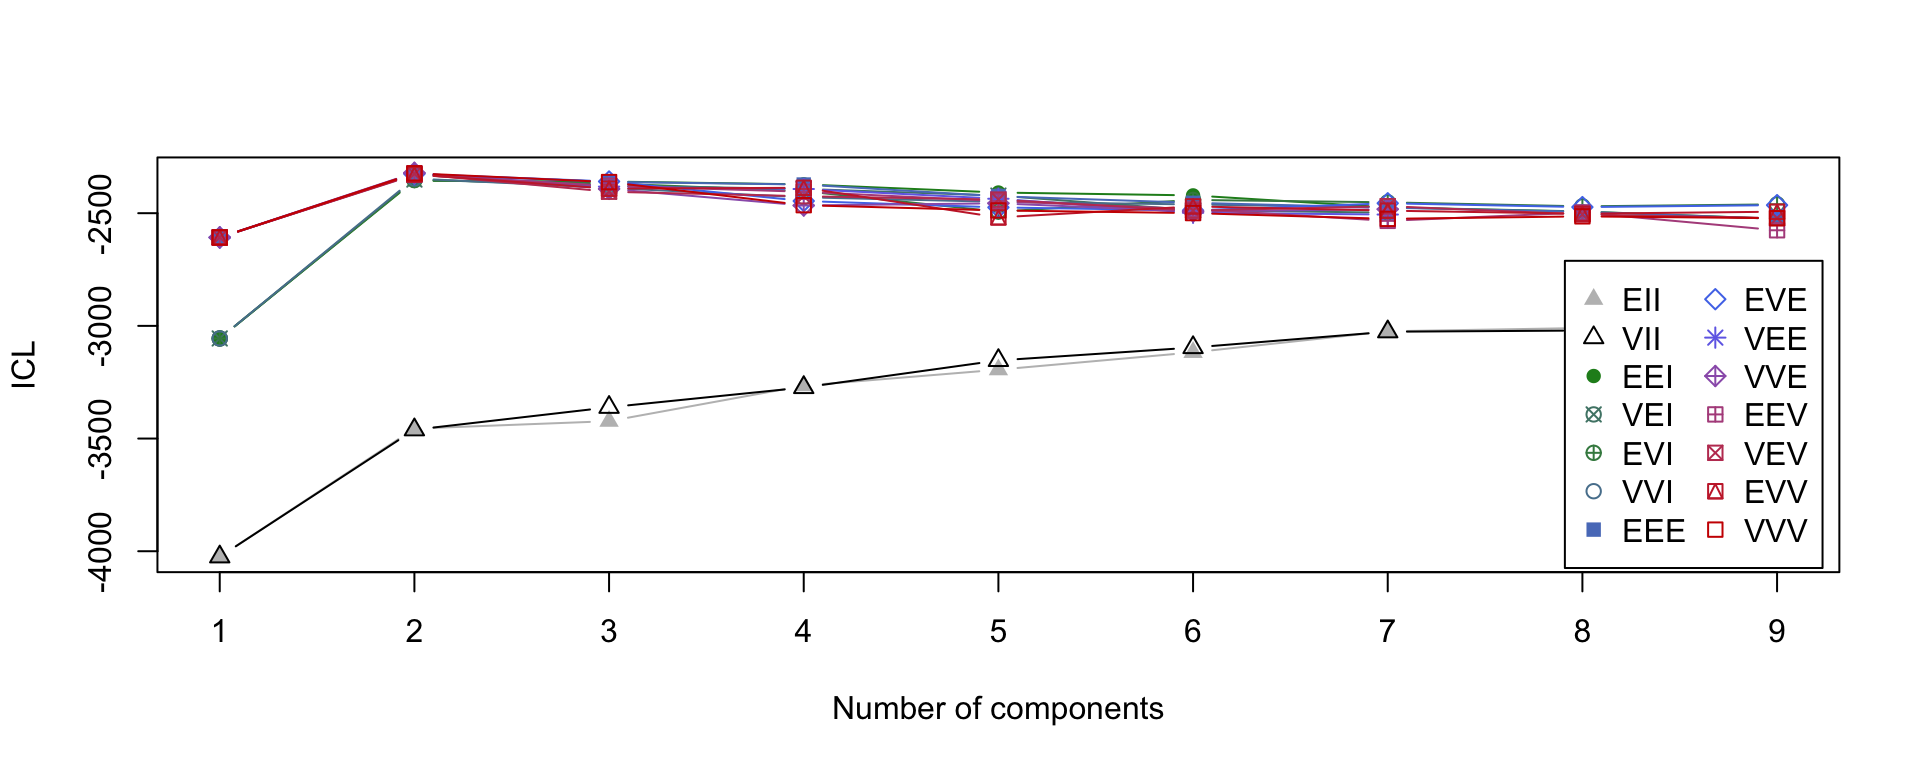 ICL
-2500
-3000
-3500
-4000
1 2 3 4 5 6 7 8 9
Number of components
EII EVE
VII VEE
EEI VVE
VEI EEV
EVI VEV
VVI EVV
EEE VVV